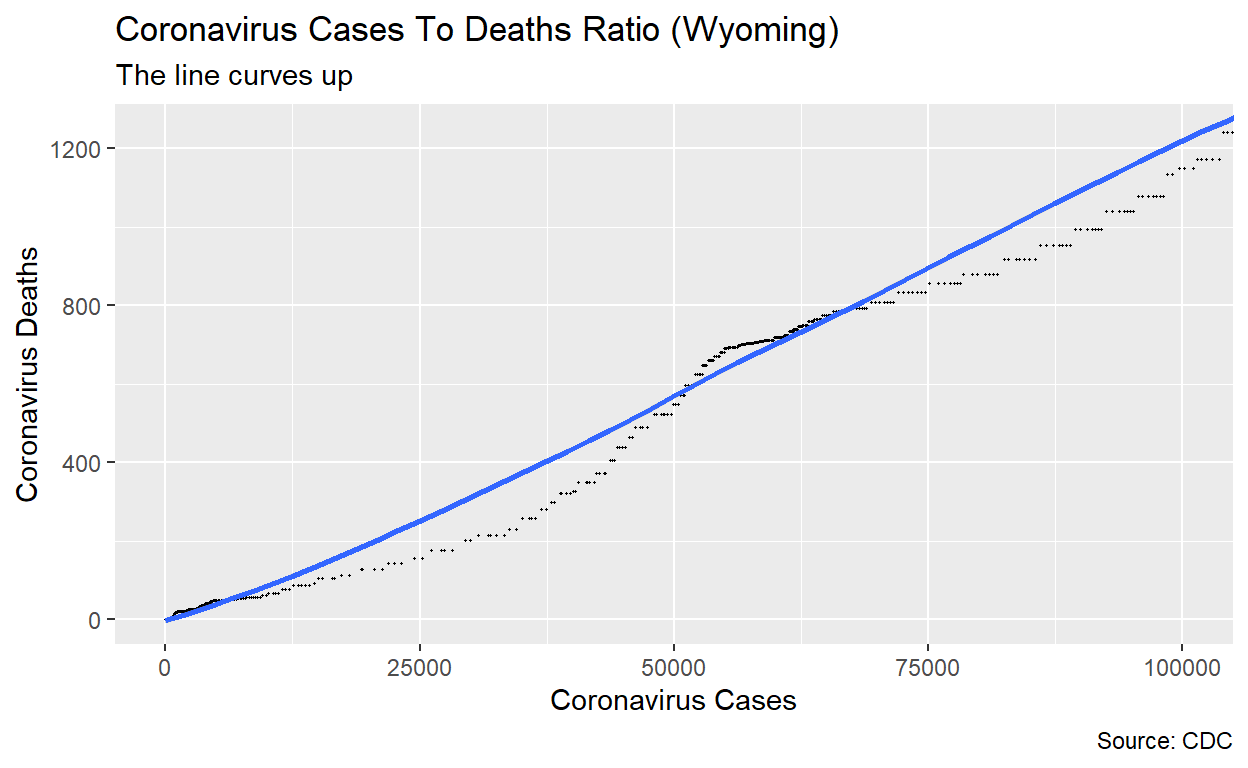 Coronavirus Cases To Deaths Ratio (Wyoming)
The line curves up
1200
800
400
0
Coronavirus Deaths
0 25000 50000 75000 100000
Coronavirus Cases
Source: CDC